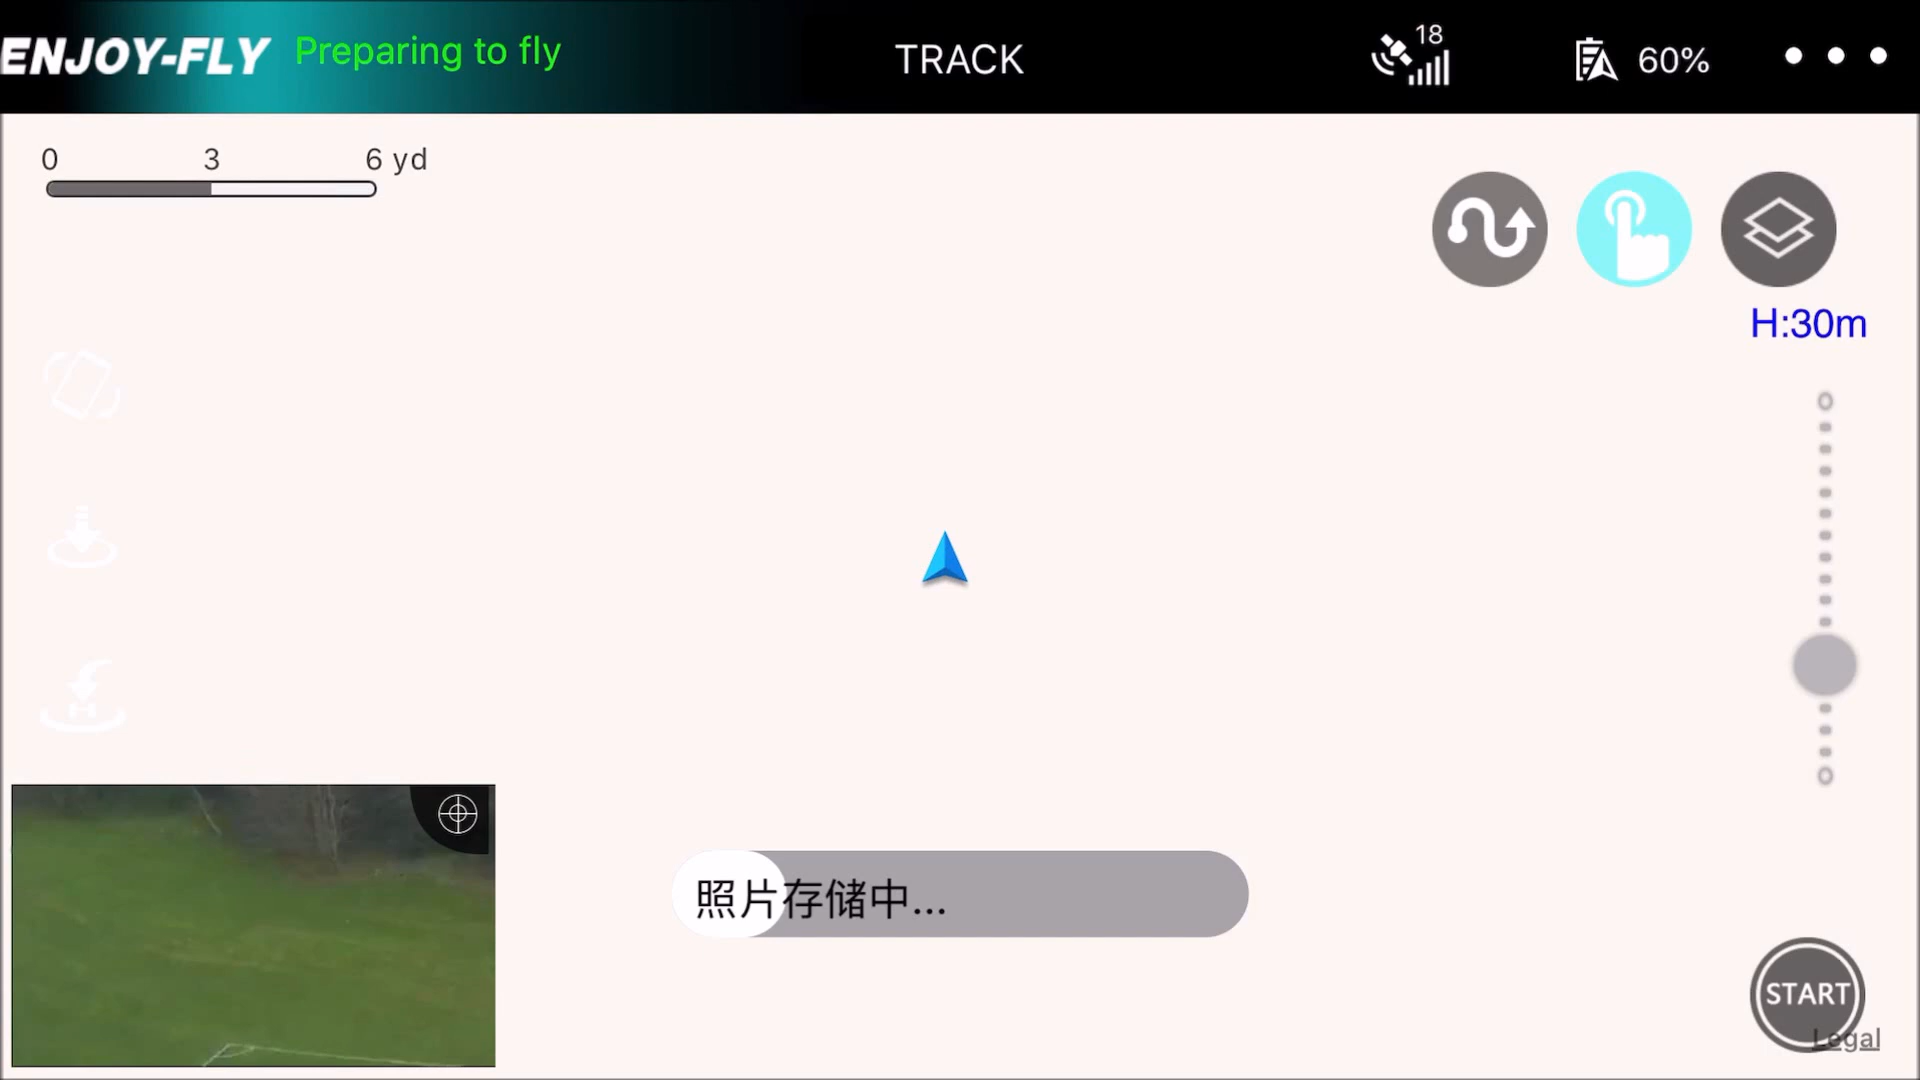 ENJOY-FLY Preparing to fly TRACK 18 60%
0 3 6 yd
H:30m
H
照片存储中...
START
Legal